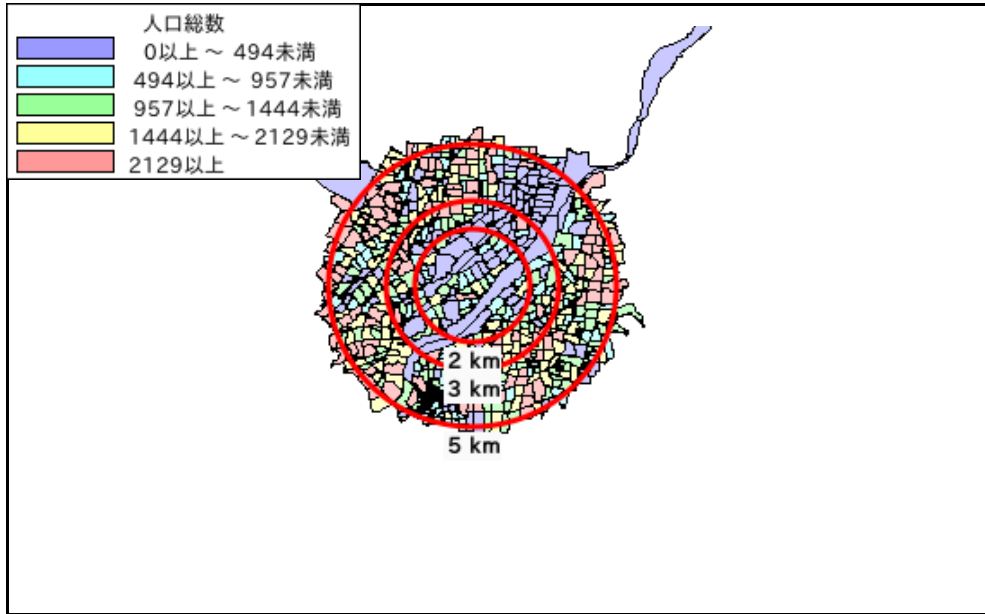 人口総数
0以上 ～ 494未満
494以上 ～ 957未満
957以上 ～ 1444未満
1444以上 ～ 2129未満
2129以上
2 km
3 km
5 km